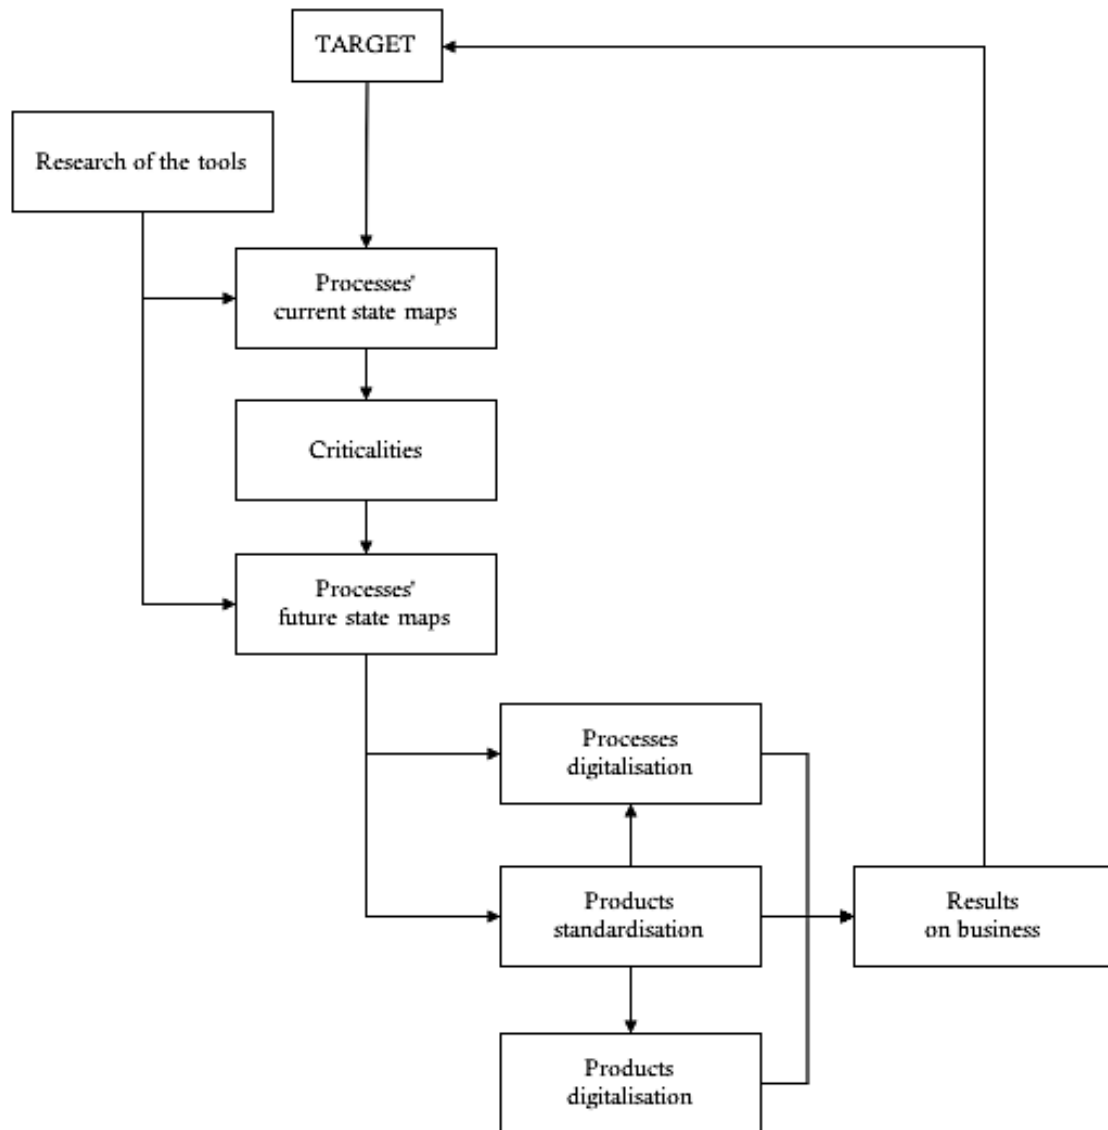 TARGET
Research of the tools
Processes'
current state maps
Criticalities
Processes'
future state maps
Processes
digitalisation
Products
standardisation
Results
on business
Products
digitalisation